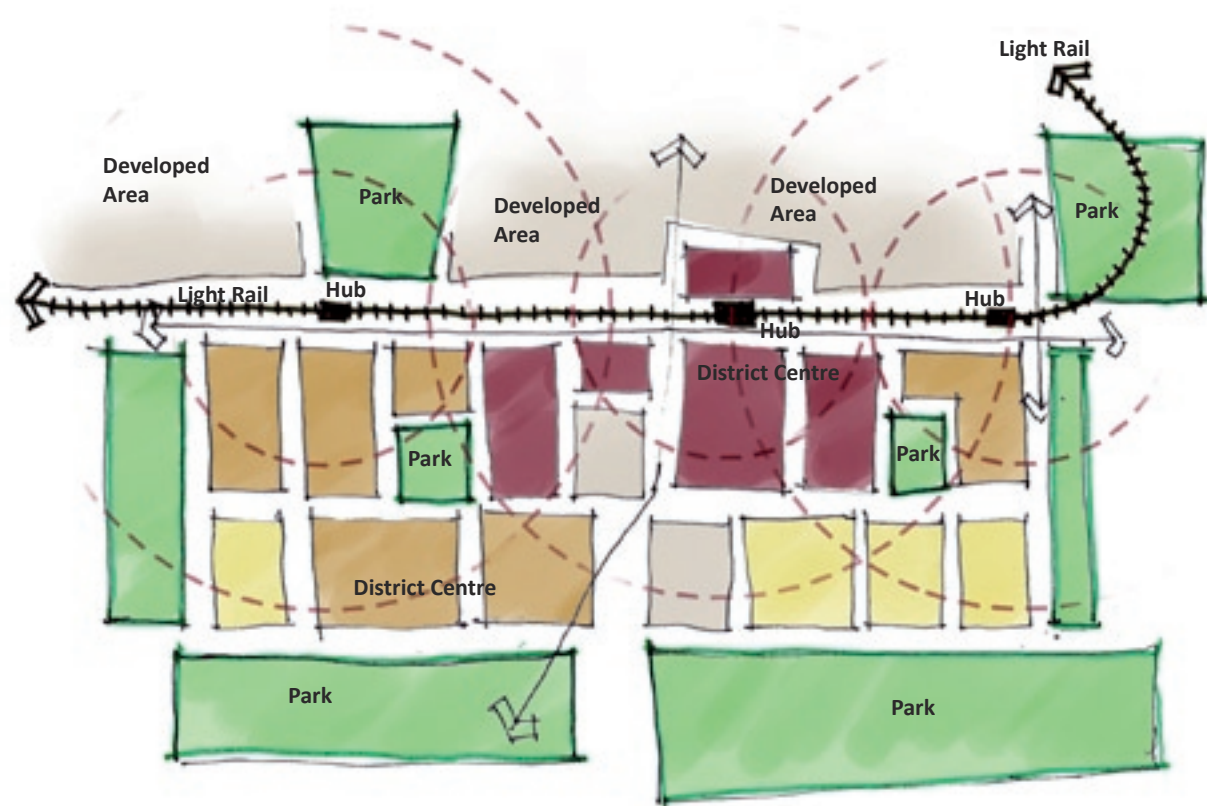 Light Rail
Developed
Area
Park
Developed
Area
Developed
Area
Park
Light Rail
Hub
Hub
Hub
District Centre
Park
Park
District Centre
Park
Park